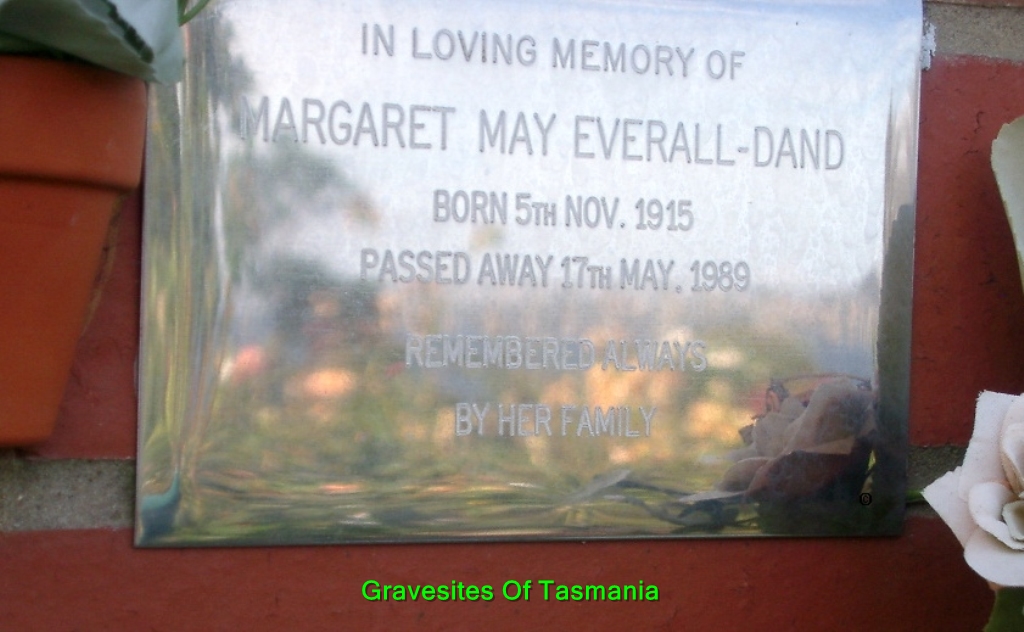 IN LOVING MEMORY OF
MARGARET MAY EVERALL-DAND
BORN 5TH NOV. 1915
PASSED AWAY 17TH MAY. 1989
REMEMBERED ALWAYS
BY HER FAMILY
©
Gravesites Of Tasmania